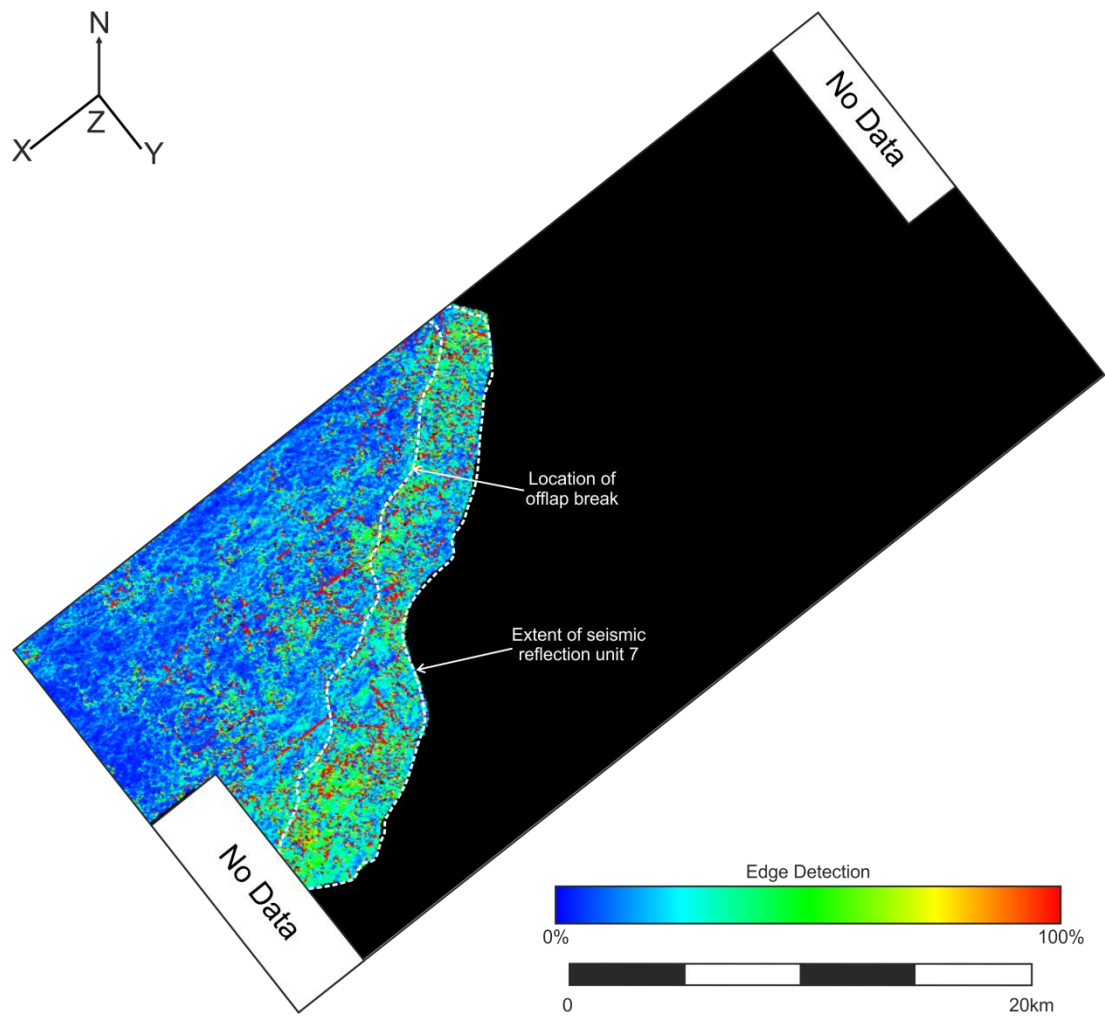 N
Z
X
Y
No Data
Location of
offlap break
Extent of seismic
reflection unit 7
No Data
Edge Detection
0%
100%
0
20km